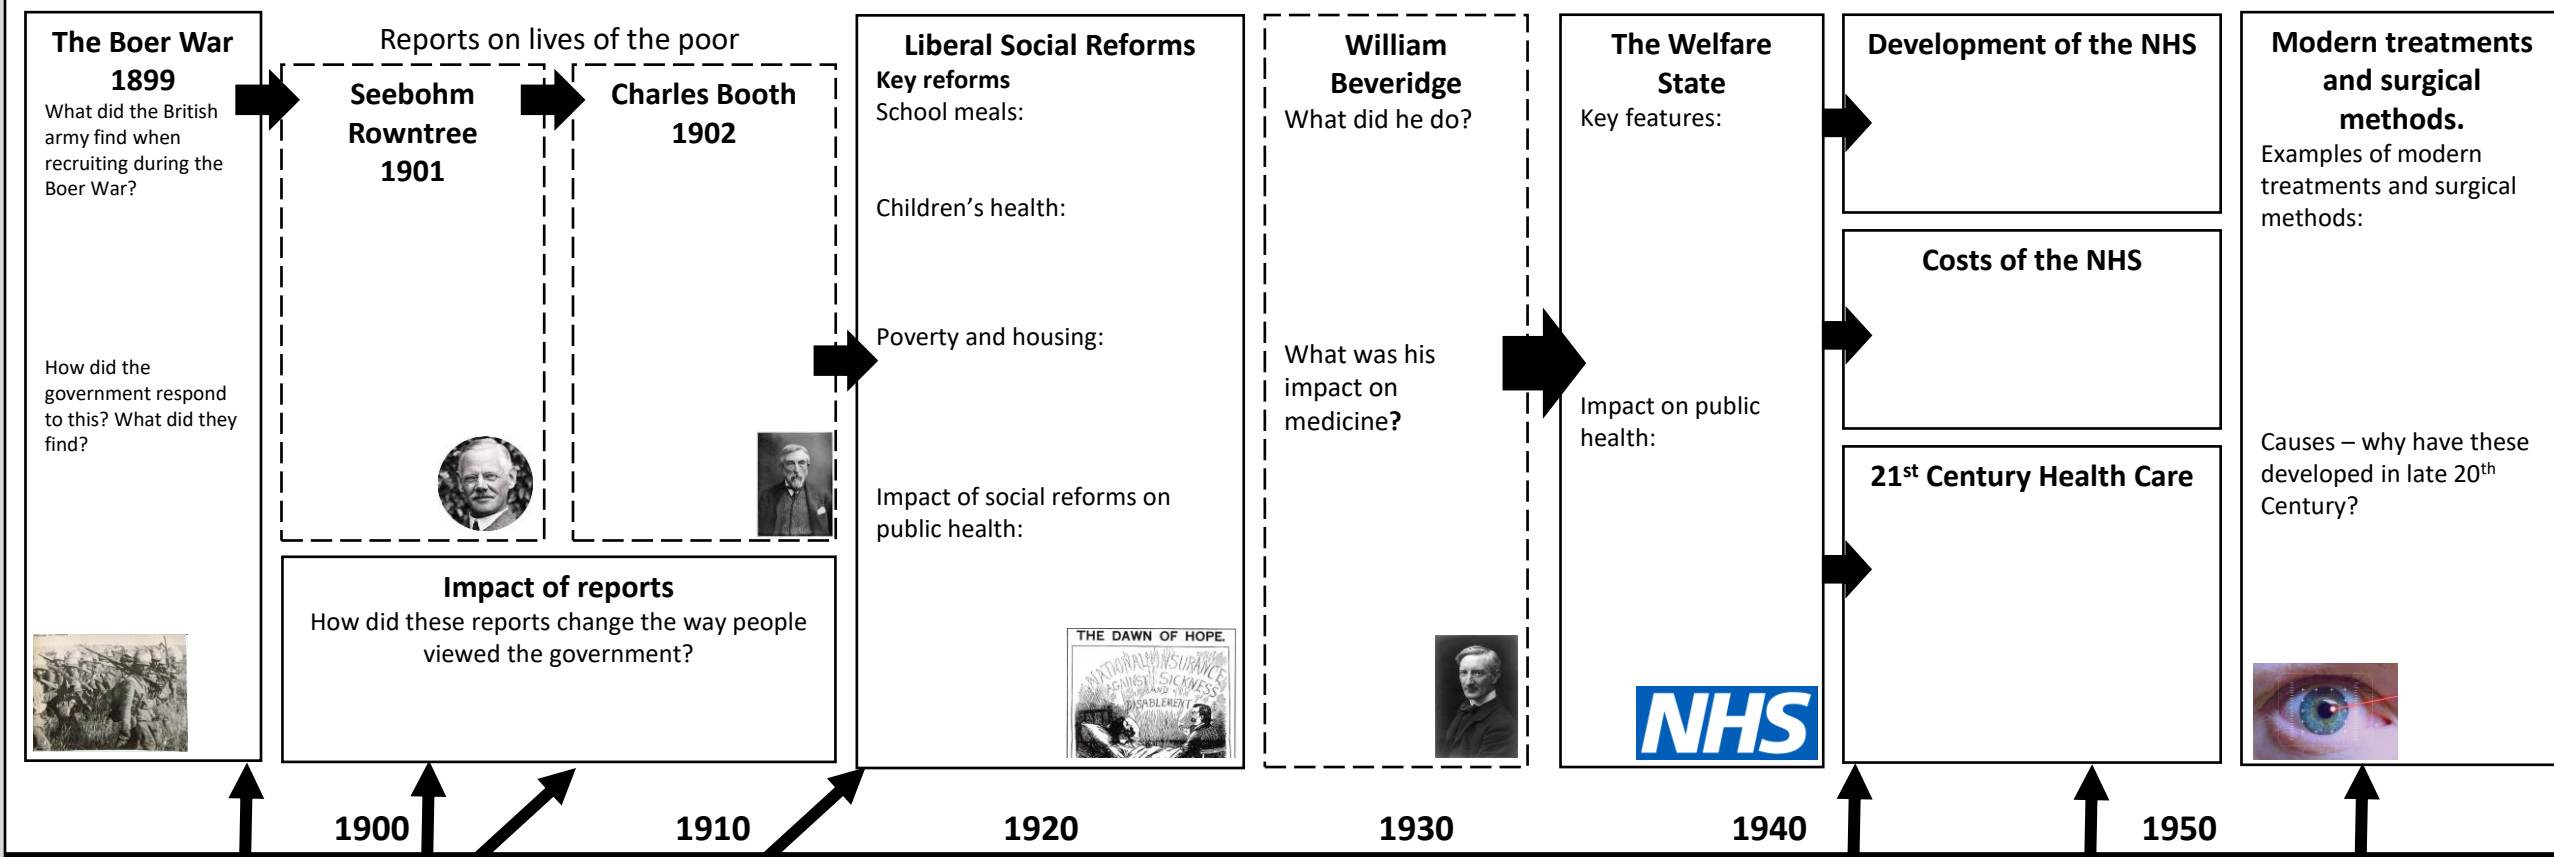 The Boer War
1899
What did the British
army find when
recruiting during the
Boer War?
How did the
government respond
to this? What did they
find?
Reports on lives of the poor
Seebohm
Rowntree
1901
Charles Booth
1902
Impact of reports
How did these reports change the way people
viewed the government?
Liberal Social Reforms
Key reforms
School meals:
Children’s health:
Poverty and housing:
Impact of social reforms on
public health:
THE DAWN OF HOPE.
NATIONAL INSURANCE
AGAINST SICKNESS
AND
DISABLEMENT
William
Beveridge
What did he do?
What was his
impact on
medicine?
The Welfare
State
Key features:
Impact on public
health:
NHS
Development of the NHS
Costs of the NHS
21st Century Health Care
Modern treatments
and surgical
methods.
Examples of modern
treatments and surgical
methods:
Causes – why have these
developed in late 20th
Century?
1900
1910
1920
1930
1940
1950